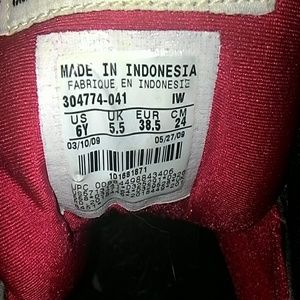 MADE IN INDONESIA
FABRIQUE EN INDONESIE
304774-041 IW
US UK EUR CM
6Y 5.5 38.5 24
03/10/09 05/27/09
101681871